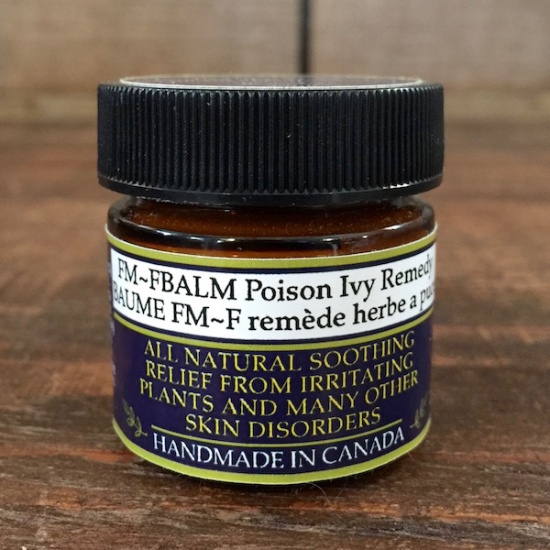 FM~FBALM Poison Ivy Remedy
BAUME FM~F remède herbe a
ALL NATURAL SOOTHING
RELIEF FROM IRRITATING
PLANTS AND MANY OTHER
SKIN DISORDERS
HANDMADE IN CANADA